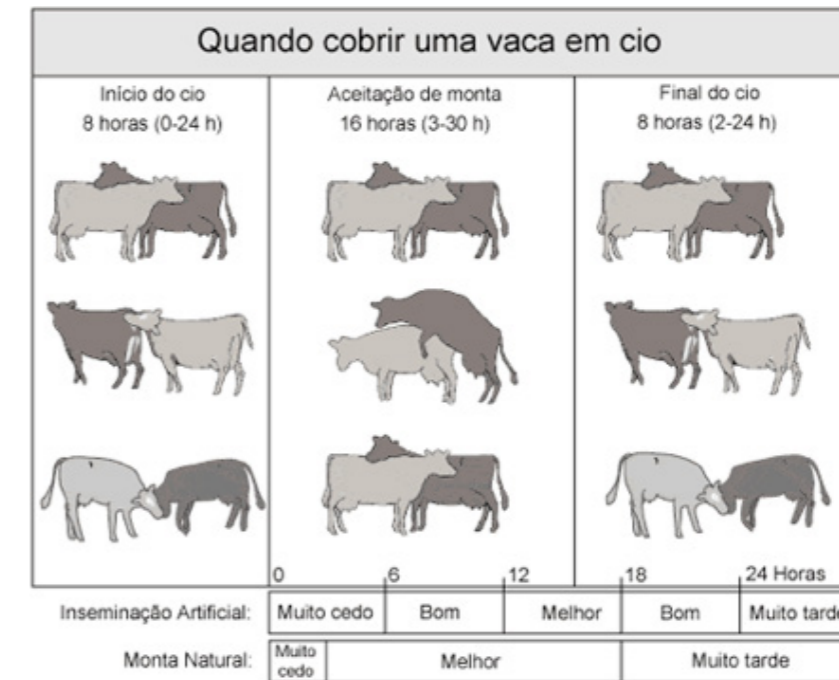 Quando cobrir uma vaca em cio
Início do cio
8 horas (0-24 h)
Aceitação de monta
16 horas (3-30 h)
Final do cio
8 horas (2-24 h)
0 6 12 18 24 Horas
Inseminação Artificial: Muito cedo Bom Melhor Bom Muito tarde
Monta Natural: Muito cedo Melhor Muito tarde